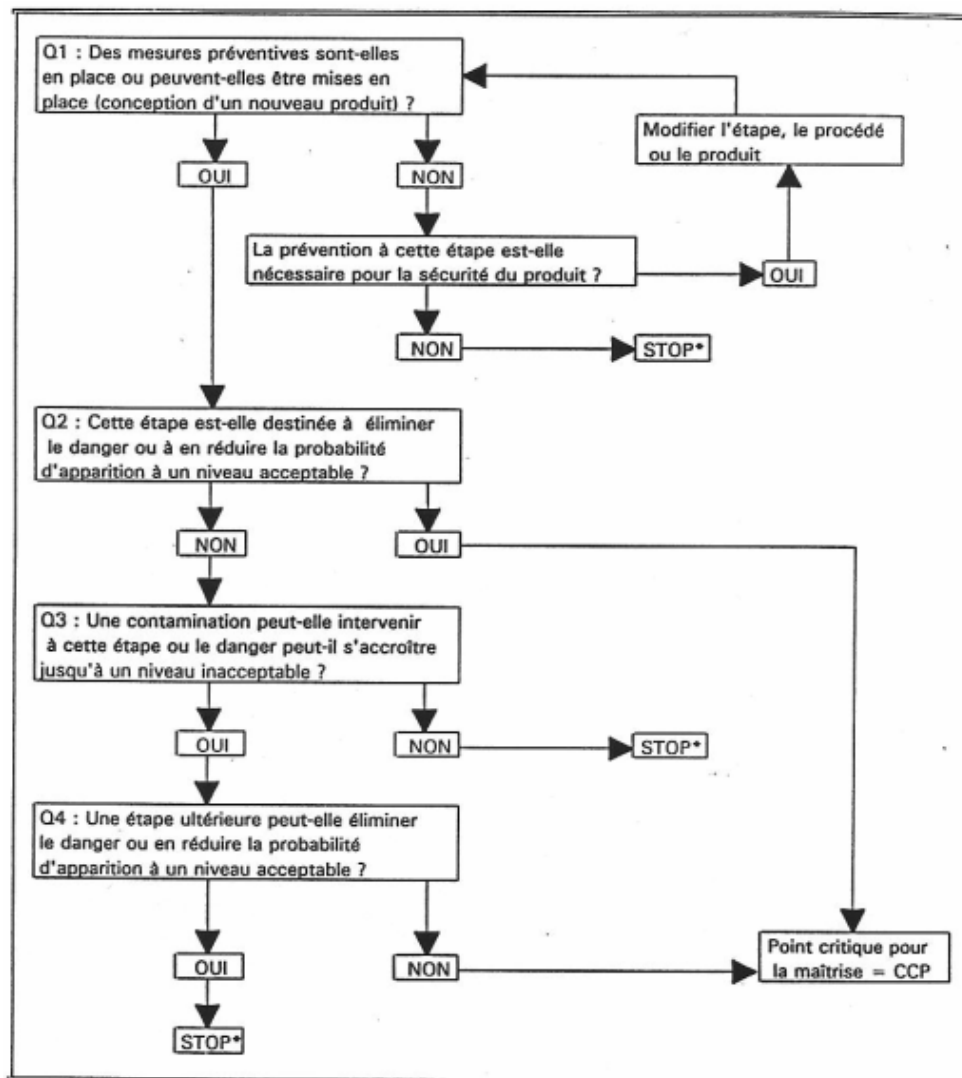 Q1 : Des mesures préventives sont-elles
en place ou peuvent-elles être mises en
place (conception d'un nouveau produit) ?
Modifier l'étape, le procédé
ou le produit
OUI
NON
La prévention à cette étape est-elle
nécessaire pour la sécurité du produit ?
OUI
NON
STOP*
Q2 : Cette étape est-elle destinée à éliminer
le danger ou à en réduire la probabilité
d'apparition à un niveau acceptable ?
NON
OUI
Q3 : Une contamination peut-elle intervenir
à cette étape ou le danger peut-il s'accroître
jusqu'à un niveau inacceptable ?
OUI
NON
STOP*
Q4 : Une étape ultérieure peut-elle éliminer
le danger ou en réduire la probabilité
d'apparition à un niveau acceptable ?
Point critique pour
la maîtrise = CCP
OUI
NON
STOP*